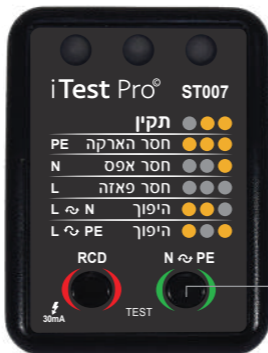 iTest Pro© ST007
תקין
PE חסר הארקה
N חסר אפס
L חסר פאזה
L ∿ N היפוך
L ∿ PE היפוך
RCD N ∿ PE
30mA TEST